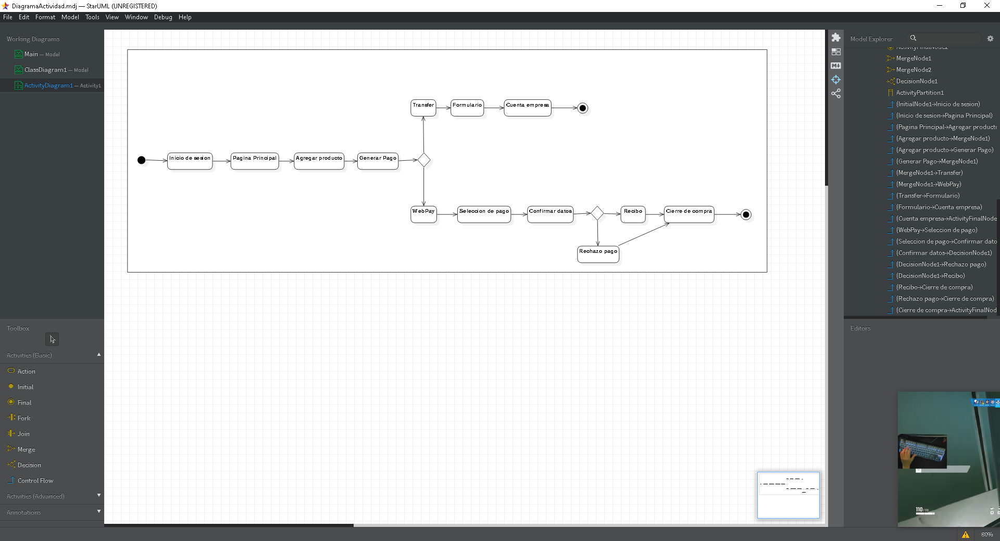 DiagramaActividad.mdj — StarUML (UNREGISTERED)
File Edit Format Model Tools View Window Debug Help
Working Diagrams
Main — Model
ClassDiagram1 — Model
ActivityDiagram1 — Activity1
Toolbox
Activities (Basic)
Action
Initial
Final
Fork
Join
Merge
Decision
Control Flow
Activities (Advanced)
Annotations
Transfer
Formulario
Cuenta empresa
Inicio de sesion
Pagina Principal
Agregar producto
Generar Pago
WebPay
Seleccion de pago
Confirmar datos
Recibo
Cierre de compra
Rechazo pago
Model Explorer
ActivityFinalNode2
MergeNode1
MergeNode2
DecisionNode1
ActivityPartition1
(InitialNode1→Inicio de sesion)
(Inicio de sesion→Pagina Principal)
(Pagina Principal→Agregar producto
(Agregar producto→MergeNode1)
(Agregar producto→Generar Pago)
(Generar Pago→MergeNode1)
(MergeNode1→Transfer)
(MergeNode1→WebPay)
(Transfer→Formulario)
(Formulario→Cuenta empresa)
(Cuenta empresa→ActivityFinalNode
(WebPay→Seleccion de pago)
(Seleccion de pago→Confirmar dato
(Confirmar datos→DecisionNode1)
(DecisionNode1→Rechazo pago)
(DecisionNode1→Recibo)
(Recibo→Cierre de compra)
(Rechazo pago→Cierre de compra)
(Cierre de compra→ActivityFinalNod
Editors
110
60%